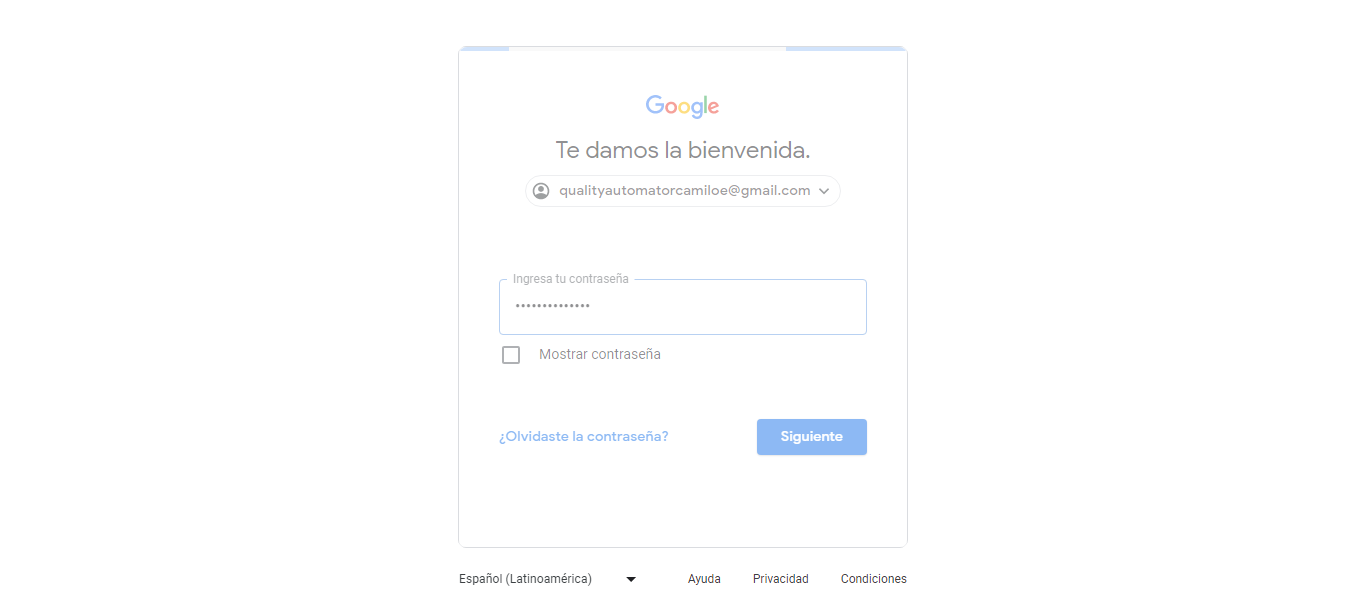 Google
Te damos la bienvenida.
qualityautomatorcamiloe@gmail.com
Ingresa tu contraseña
••••••••••••••
Mostrar contraseña
¿Olvidaste la contraseña?
Siguiente
Español (Latinoamérica)
Ayuda
Privacidad
Condiciones